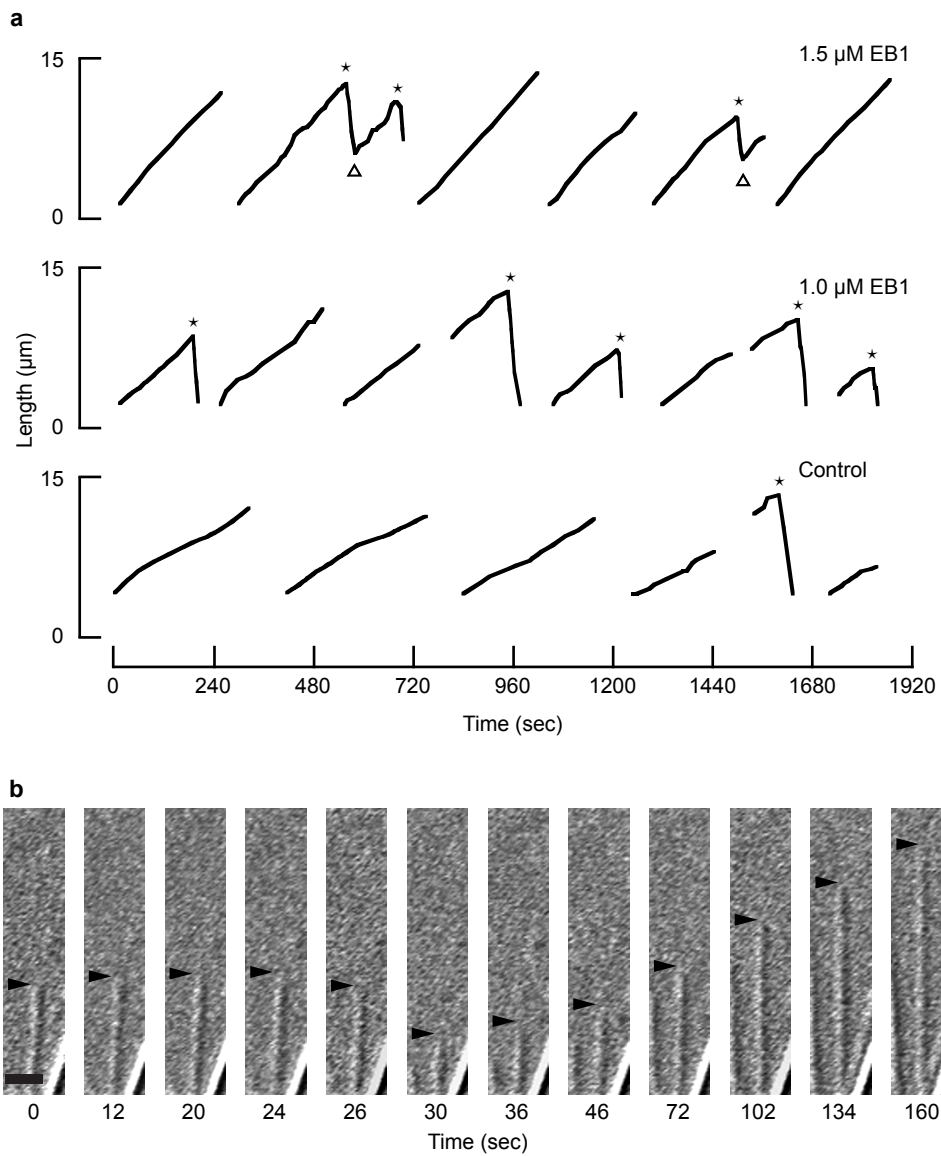 a
15
1.5 µM EB1
0
15
1.0 µM EB1
0
Length (µm)
15
Control
0
0 240 480 720 960 1200 1440 1680 1920
Time (sec)
b
0 12 20 24 26 30 36 46 72 102 134 160
Time (sec)